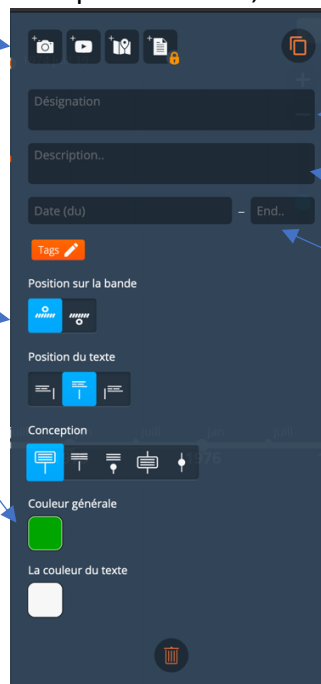 Désignation
Description..
Date (du) – End..
Tags
Position sur la bande
Position du texte
Conception
1976
Couleur générale
La couleur du texte